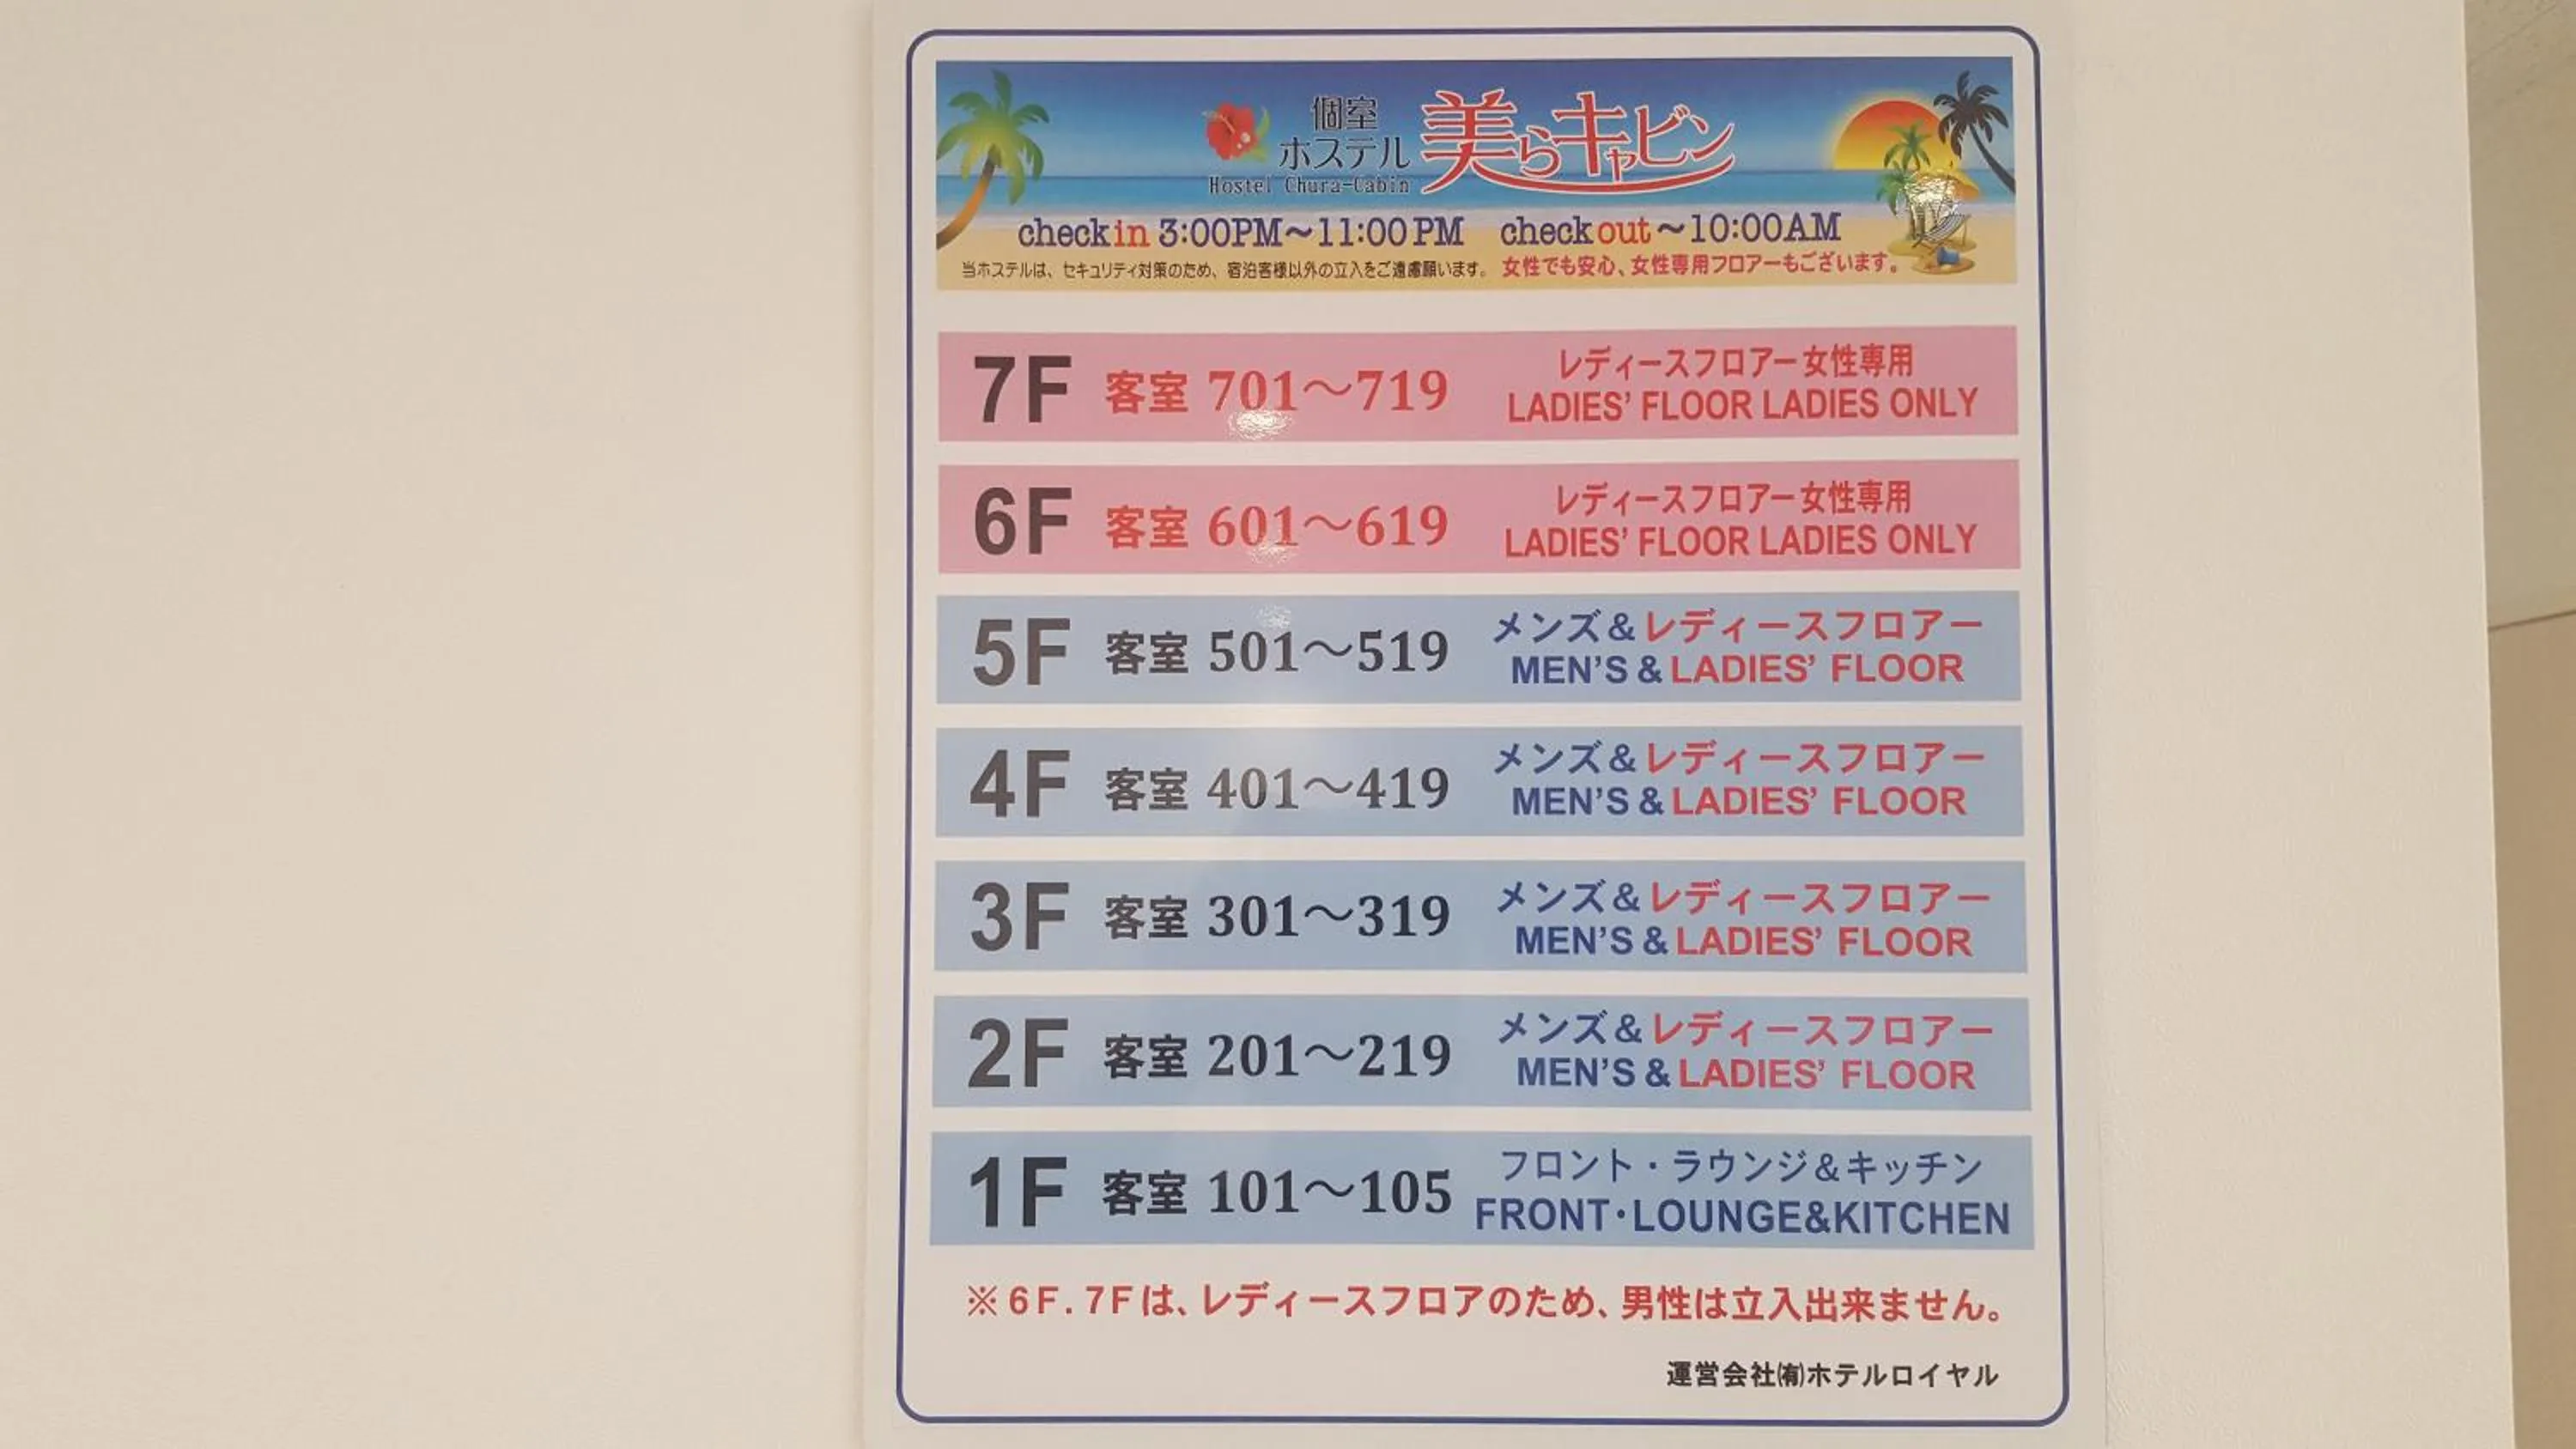 個室
ホステル 美らキャビン
Hostel Chura-Cabin
checkin 3:00PM～11:00PM checkout～10:00AM
当ホステルは、セキュリティ対策のため、宿泊客様以外の立入をご遠慮願います。 女性でも安心、女性専用フロアーもございます。
7F 客室 701～719 レディースフロアー女性専用
LADIES' FLOOR LADIES ONLY
6F 客室 601～619 レディースフロアー女性専用
LADIES' FLOOR LADIES ONLY
5F 客室 501～519 メンズ＆レディースフロアー
MEN'S & LADIES' FLOOR
4F 客室 401～419 メンズ＆レディースフロアー
MEN'S & LADIES' FLOOR
3F 客室 301～319 メンズ＆レディースフロアー
MEN'S & LADIES' FLOOR
2F 客室 201～219 メンズ＆レディースフロアー
MEN'S & LADIES' FLOOR
1F 客室 101～105 フロント・ラウンジ＆キッチン
FRONT・LOUNGE&KITCHEN
※6F.7Fは、レディースフロアのため、男性は立入出来ません。
運営会社㈲ホテルロイヤル